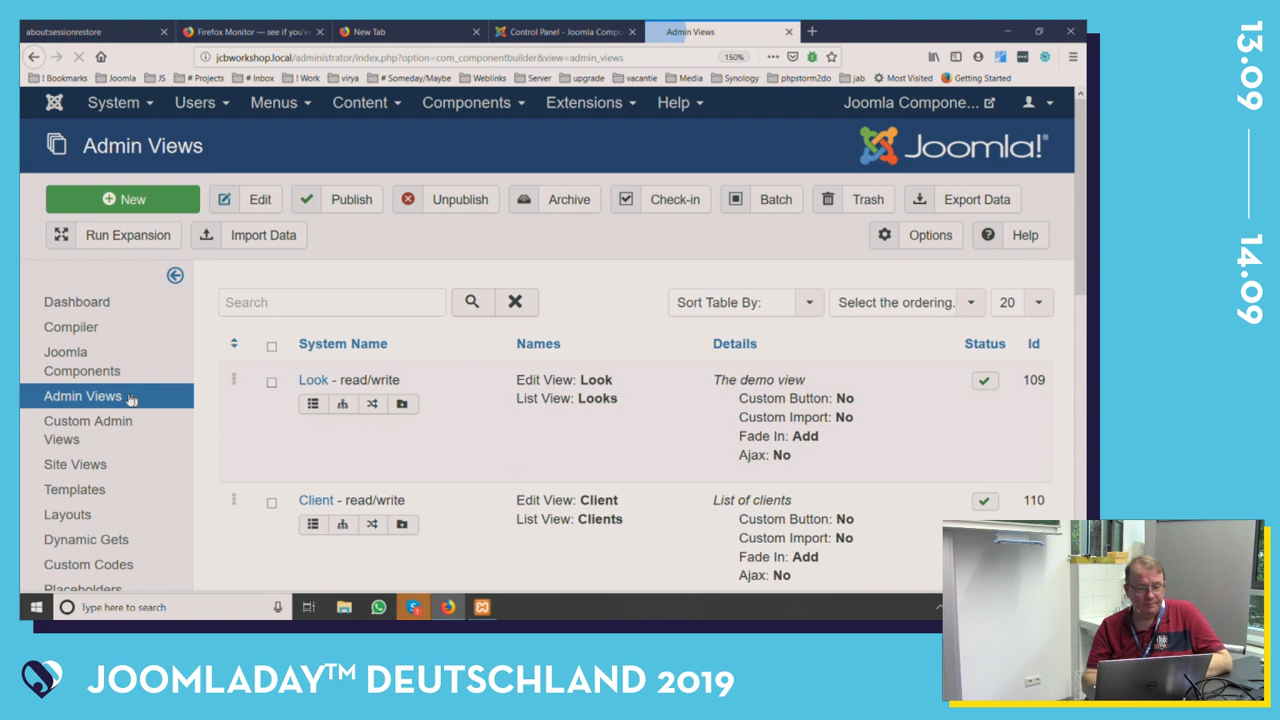 about:sessionrestore
Firefox Monitor — see if you'v
New Tab
Control Panel - Joomla Compo
Admin Views
jcbworkshop.local/administrator/index.php?option=com_componentbuilder&view=admin_views
150%
! Bookmarks
Joomla
JS
# Projects
# Inbox
! Work
virya
# Someday/Maybe
Weblinks
Server
upgrade
vacantie
Media
Synology
phpstorm2do
jab
Most Visited
Getting Started
System
Users
Menus
Content
Components
Extensions
Help
Joomla Compone...
Admin Views
Joomla!®
New
Edit
Publish
Unpublish
Archive
Check-in
Batch
Trash
Export Data
Run Expansion
Import Data
Options
Help
Dashboard
Compiler
Joomla
Components
Admin Views
Custom Admin
Views
Site Views
Templates
Layouts
Dynamic Gets
Custom Codes
Placeholders
Search
Sort Table By:
Select the ordering.
20
System Name
Names
Details
Status
Id
Look - read/write
Edit View: Look
List View: Looks
The demo view
Custom Button: No
Custom Import: No
Fade In: Add
Ajax: No
109
Client - read/write
Edit View: Client
List View: Clients
List of clients
Custom Button: No
Custom Import: No
Fade In: Add
Ajax: No
110
Type here to search
13.09
14.09
JOOMLADAY™ DEUTSCHLAND 2019